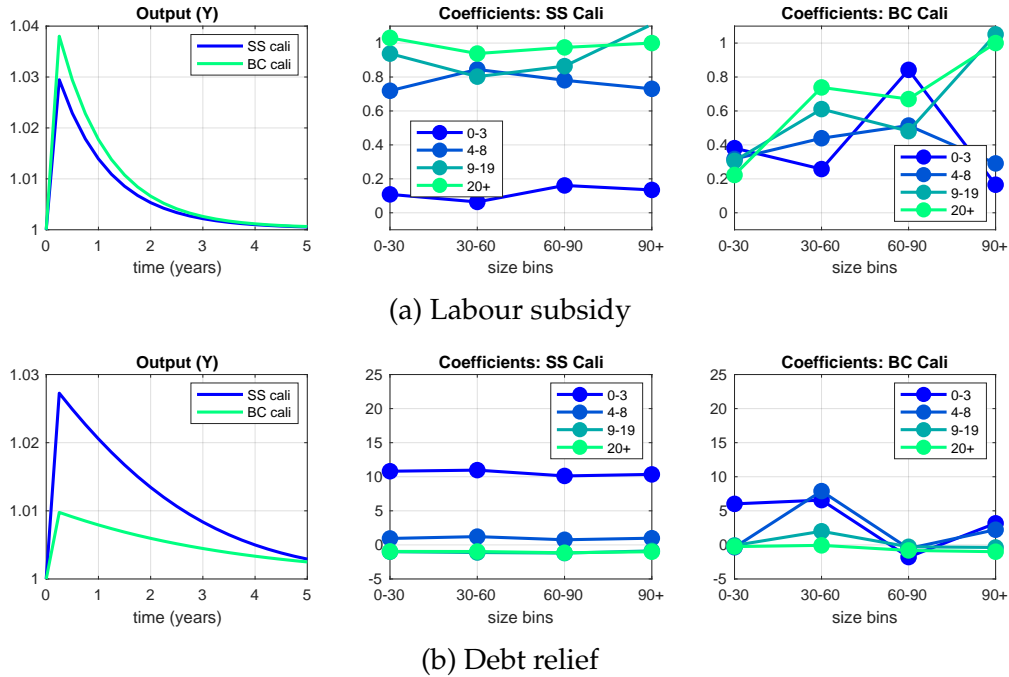 Output (Y)
1.04
1.03
1.02
1.01
1
0 1 2 3 4 5
time (years)
SS cali
BC cali
Coefficients: SS Cali
1
0.8
0.6
0.4
0.2
0
0-30 30-60 60-90 90+
size bins
0-3
4-8
9-19
20+
Coefficients: BC Cali
1
0.8
0.6
0.4
0.2
0
0-30 30-60 60-90 90+
size bins
0-3
4-8
9-19
20+
(a) Labour subsidy
Output (Y)
1.03
1.02
1.01
1
0 1 2 3 4 5
time (years)
SS cali
BC cali
Coefficients: SS Cali
25
20
15
10
5
0
-5
0-30 30-60 60-90 90+
size bins
0-3
4-8
9-19
20+
Coefficients: BC Cali
25
20
15
10
5
0
-5
0-30 30-60 60-90 90+
size bins
0-3
4-8
9-19
20+
(b) Debt relief